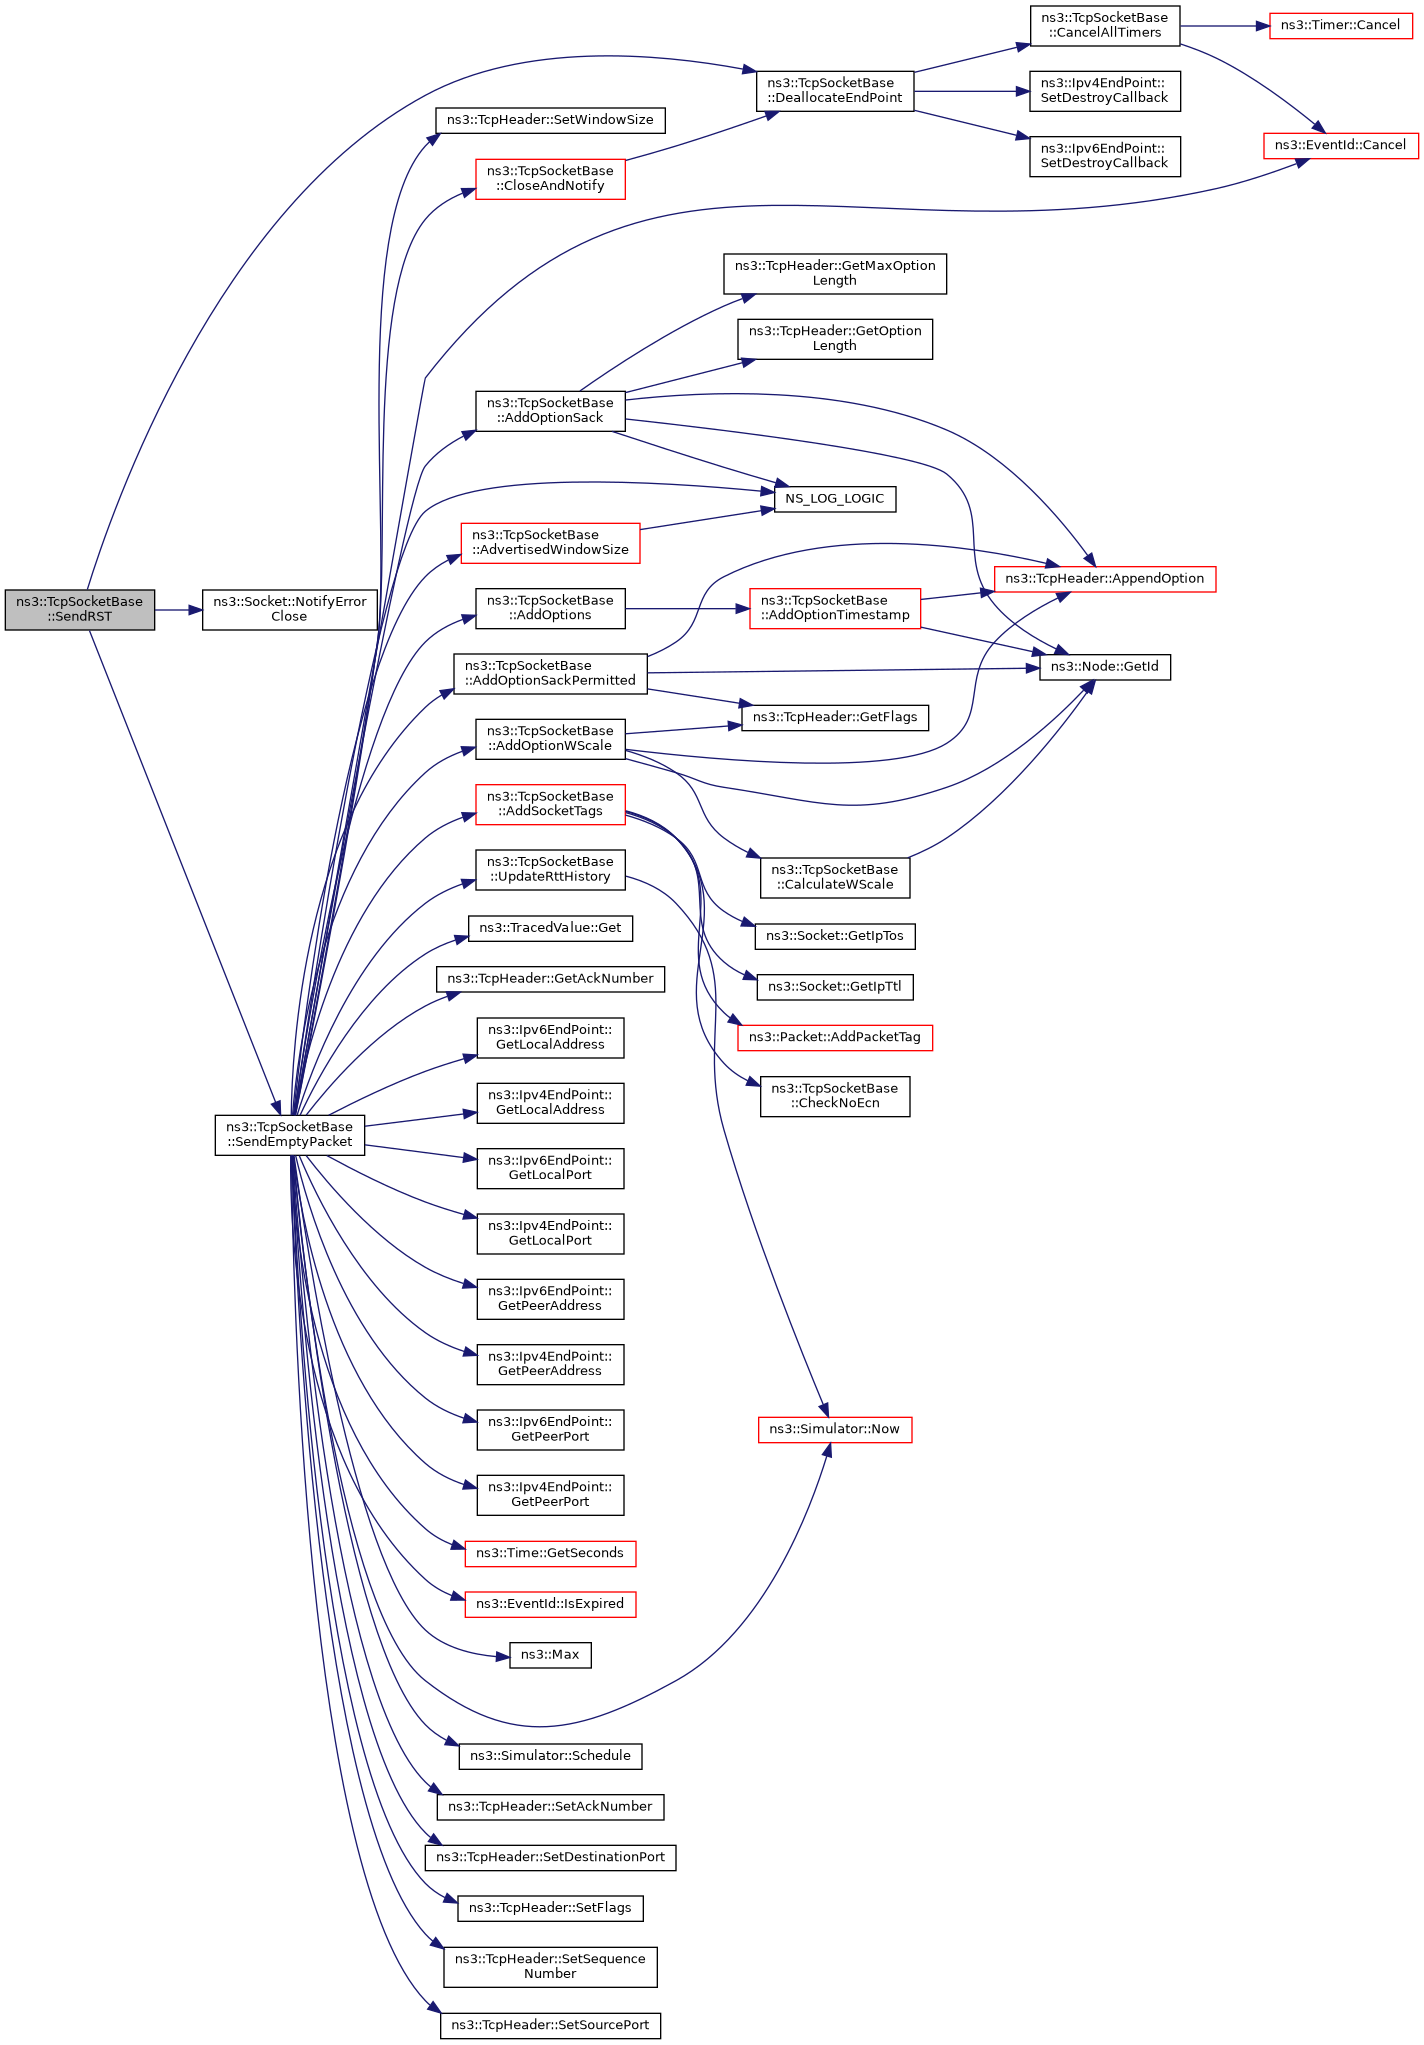 ns3::TcpSocketBase
::SendRST
ns3::Socket::NotifyError
Close
ns3::TcpSocketBase
::SendEmptyPacket
ns3::TcpHeader::SetWindowSize
ns3::TcpSocketBase
::CloseAndNotify
ns3::TcpSocketBase
::AddOptionSack
ns3::TcpSocketBase
::AdvertisedWindowSize
ns3::TcpSocketBase
::AddOptions
ns3::TcpSocketBase
::AddOptionSackPermitted
ns3::TcpSocketBase
::AddOptionWScale
ns3::TcpSocketBase
::AddSocketTags
ns3::TcpSocketBase
::UpdateRttHistory
ns3::TracedValue::Get
ns3::TcpHeader::GetAckNumber
ns3::Ipv6EndPoint::
GetLocalAddress
ns3::Ipv4EndPoint::
GetLocalAddress
ns3::Ipv6EndPoint::
GetLocalPort
ns3::Ipv4EndPoint::
GetLocalPort
ns3::Ipv6EndPoint::
GetPeerAddress
ns3::Ipv4EndPoint::
GetPeerAddress
ns3::Ipv6EndPoint::
GetPeerPort
ns3::Ipv4EndPoint::
GetPeerPort
ns3::Time::GetSeconds
ns3::EventId::IsExpired
ns3::Max
ns3::Simulator::Schedule
ns3::TcpHeader::SetAckNumber
ns3::TcpHeader::SetDestinationPort
ns3::TcpHeader::SetFlags
ns3::TcpHeader::SetSequence
Number
ns3::TcpHeader::SetSourcePort
ns3::TcpSocketBase
::DeallocateEndPoint
ns3::TcpHeader::GetMaxOption
Length
ns3::TcpHeader::GetOption
Length
NS_LOG_LOGIC
ns3::TcpSocketBase
::AddOptionTimestamp
ns3::TcpHeader::GetFlags
ns3::TcpSocketBase
::CalculateWScale
ns3::Socket::GetIpTos
ns3::Socket::GetIpTtl
ns3::Packet::AddPacketTag
ns3::TcpSocketBase
::CheckNoEcn
ns3::Simulator::Now
ns3::TcpSocketBase
::CancelAllTimers
ns3::Ipv4EndPoint::
SetDestroyCallback
ns3::Ipv6EndPoint::
SetDestroyCallback
ns3::TcpHeader::AppendOption
ns3::Node::GetId
ns3::Timer::Cancel
ns3::EventId::Cancel